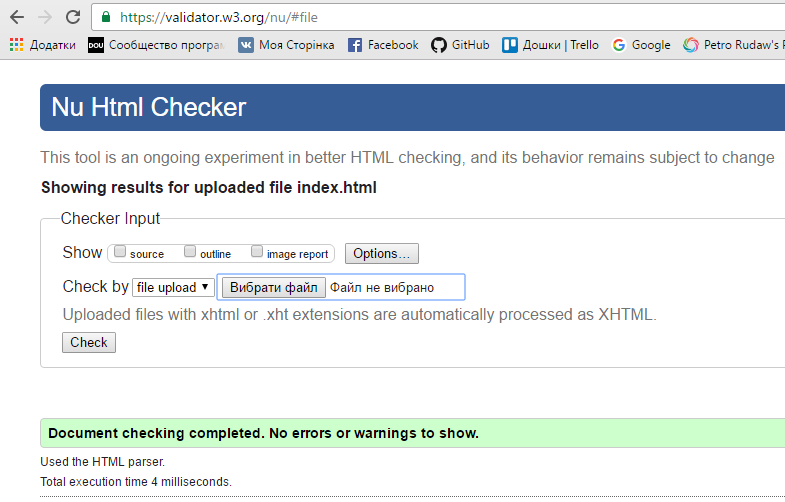 https://validator.w3.org/nu/#file
Додатки DOU Сообщество програм Моя Сторінка Facebook GitHub Дошки | Trello Google Petro Rudaw's P
Nu Html Checker
This tool is an ongoing experiment in better HTML checking, and its behavior remains subject to change
Showing results for uploaded file index.html
Checker Input
Show source outline image report Options...
Check by file upload Вибрати файл Файл не вибрано
Uploaded files with xhtml or .xht extensions are automatically processed as XHTML.
Check
Document checking completed. No errors or warnings to show.
Used the HTML parser.
Total execution time 4 milliseconds.